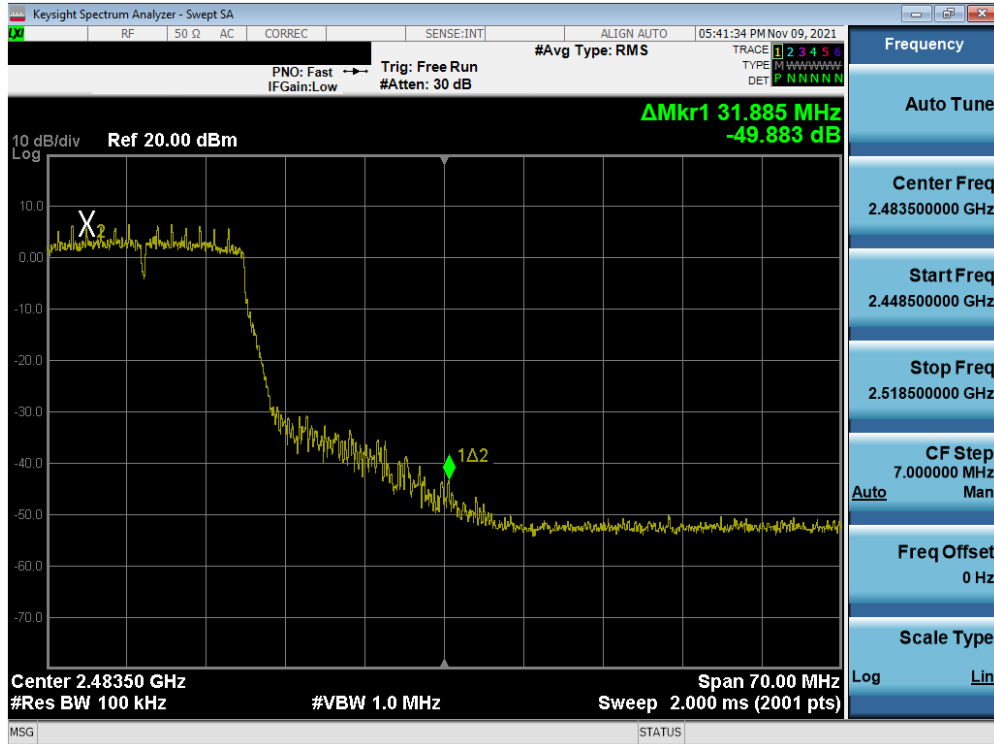 Keysight Spectrum Analyzer - Swept SA
LXI RF 50 Ω AC CORREC SENSE:INT ALIGN AUTO 05:41:34 PM Nov 09, 2021
PNO: Fast
IFGain:Low
Trig: Free Run
#Atten: 30 dB
#Avg Type: RMS
TRACE 1 2 3 4 5 6
TYPE M WWWWW
DET P N N N N N
ΔMkr1 31.885 MHz
-49.883 dB
10 dB/div Ref 20.00 dBm
Log
10.0
0.00
-10.0
-20.0
-30.0
-40.0
-50.0
-60.0
-70.0
X2
1Δ2
Center 2.48350 GHz Span 70.00 MHz
#Res BW 100 kHz #VBW 1.0 MHz Sweep 2.000 ms (2001 pts)
MSG STATUS
Frequency
Auto Tune
Center Freq
2.483500000 GHz
Start Freq
2.448500000 GHz
Stop Freq
2.518500000 GHz
CF Step
7.000000 MHz
Auto Man
Freq Offset
0 Hz
Scale Type
Log Lin